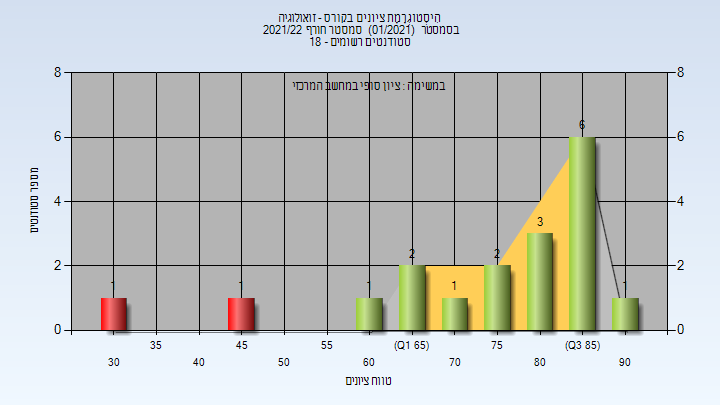 הִיסְטוֹגְרַמַּת ציונים בקורס - זואולוגיה
בסמסטר (01/2021) סמסטר חורף 2021/22
סטודנטים רשומים - 18
במשימה : ציון סופי במחשב המרכזי
8 8
6 6
4 4
2 2
0 0
מספר סטודנטים
1 1 1 2 1 2 3 6 1
35 45 55 (Q1 65) 75 (Q3 85)
30 40 50 60 70 80 90
טווח ציונים